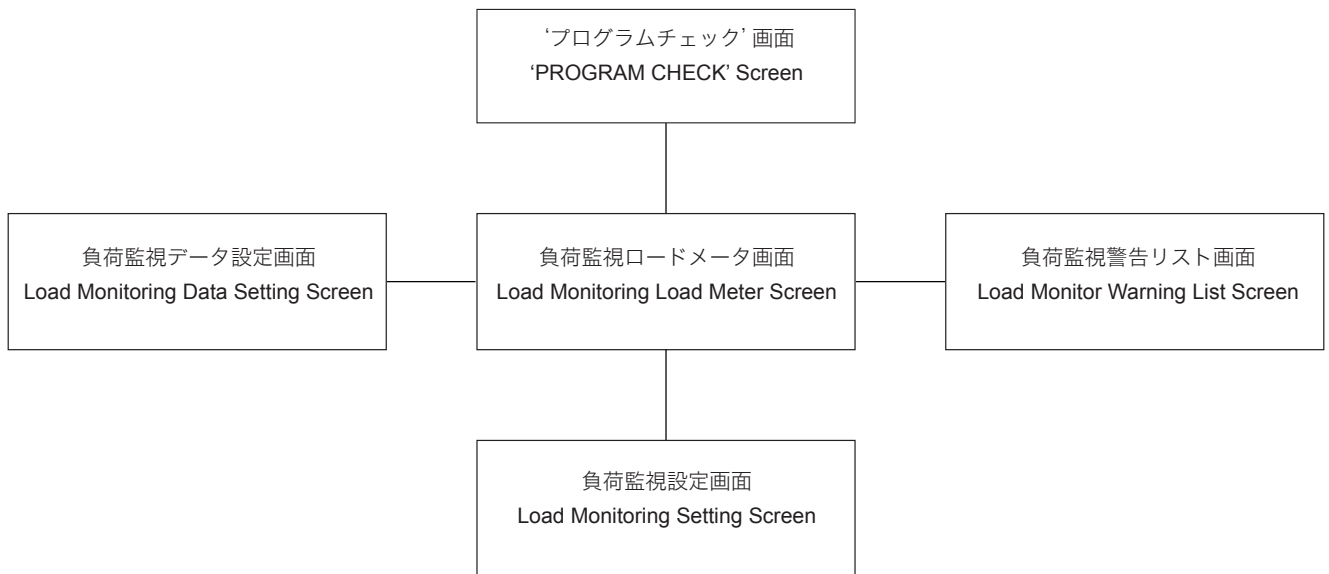 ‘プログラムチェック’ 画面
‘PROGRAM CHECK’ Screen
負荷監視データ設定画面
Load Monitoring Data Setting Screen
負荷監視ロードメータ画面
Load Monitoring Load Meter Screen
負荷監視警告リスト画面
Load Monitor Warning List Screen
負荷監視設定画面
Load Monitoring Setting Screen